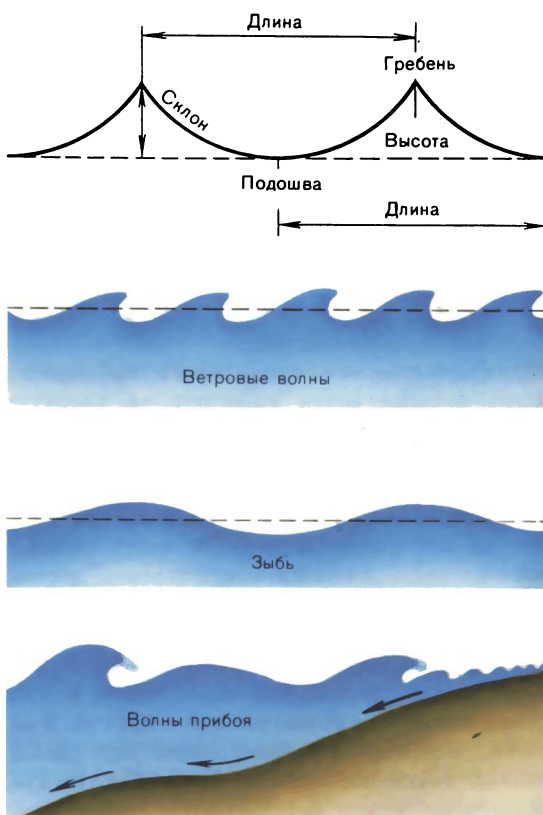 Длина
Гребень
Склон
Высота
Подошва
Длина
Ветровые волны
Зыбь
Волны прибоя